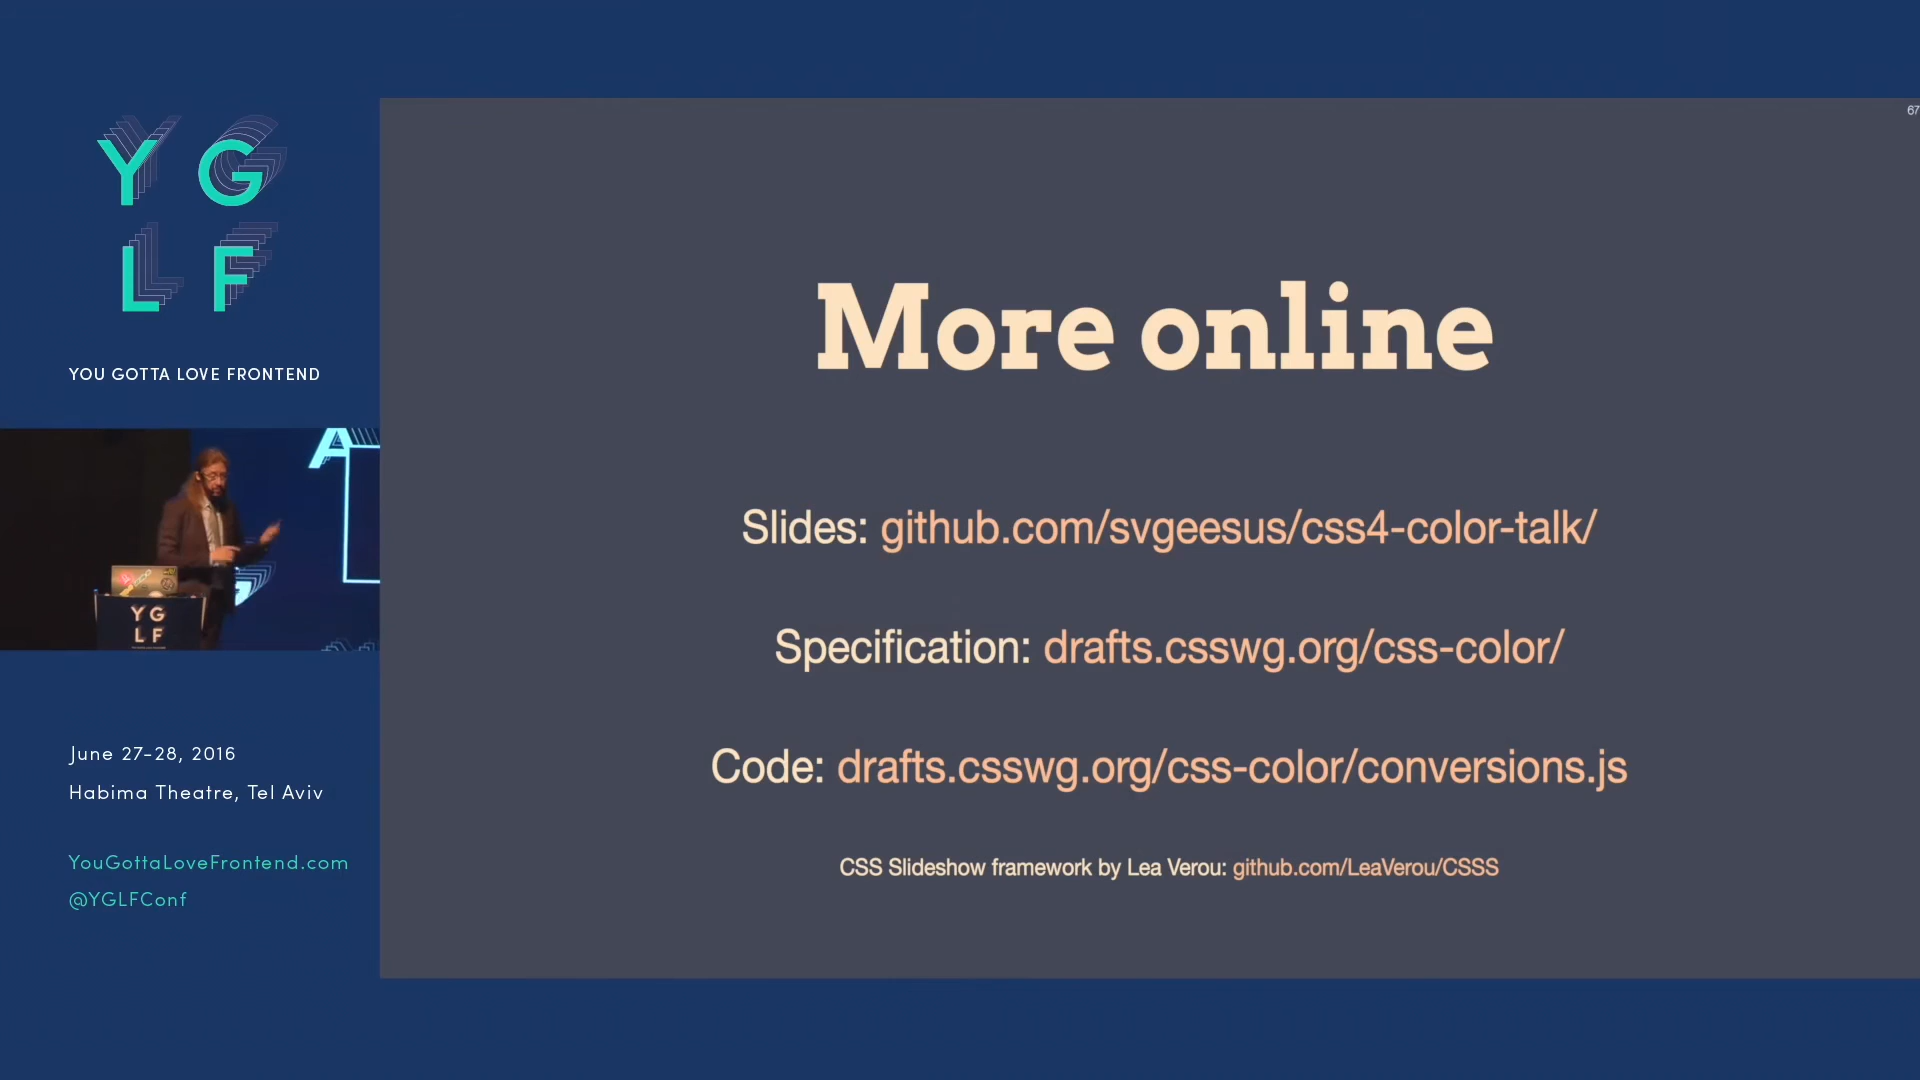 Y G
L F
YOU GOTTA LOVE FRONTEND
A
Y G
L F
June 27-28, 2016
Habima Theatre, Tel Aviv
YouGottaLoveFrontend.com
@YGLFConf
67
More online
Slides: github.com/svgeesus/css4-color-talk/
Specification: drafts.csswg.org/css-color/
Code: drafts.csswg.org/css-color/conversions.js
CSS Slideshow framework by Lea Verou: github.com/LeaVerou/CSSS